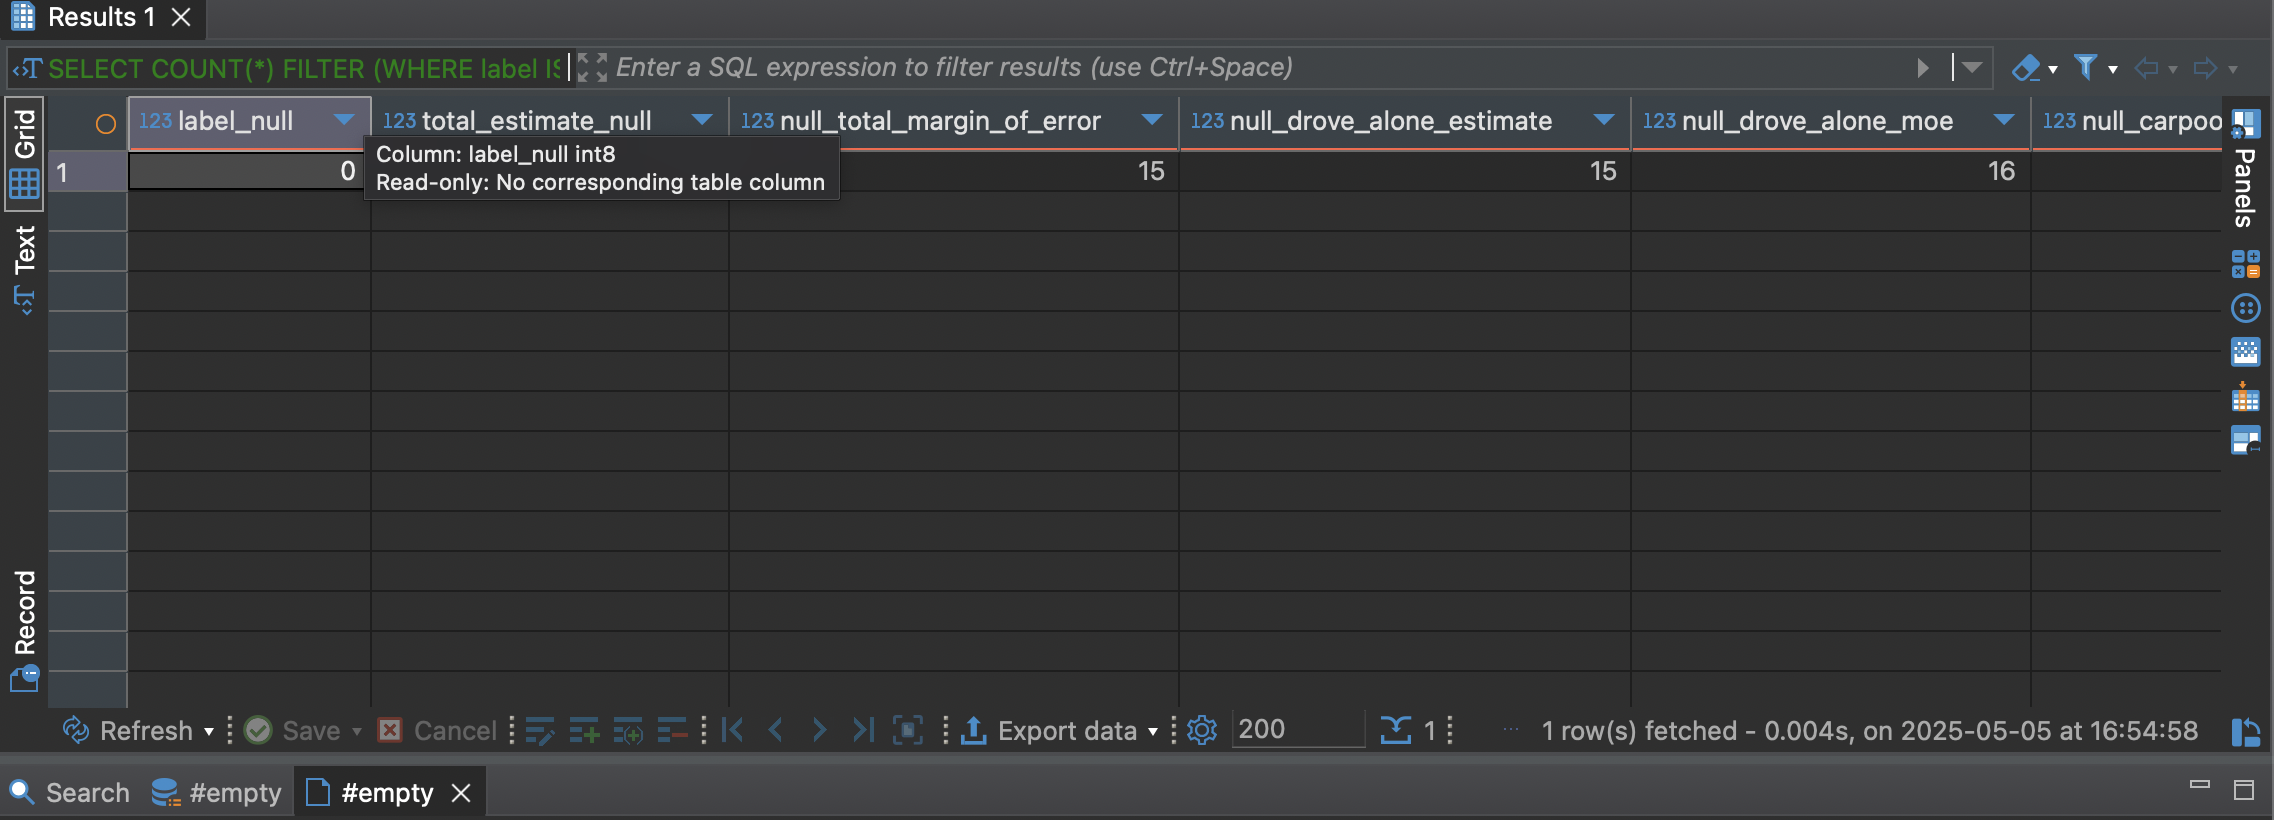 Results 1
SELECT COUNT(*) FILTER (WHERE label IS
Enter a SQL expression to filter results (use Ctrl+Space)
Grid
Text
Record
123 label_null
123 total_estimate_null
123 null_total_margin_of_error
123 null_drove_alone_estimate
123 null_drove_alone_moe
123 null_carpoo
1
0
15
15
16
Column: label_null int8
Read-only: No corresponding table column
Panels
Refresh
Save
Cancel
Export data
200
1
1 row(s) fetched - 0.004s, on 2025-05-05 at 16:54:58
Search
#empty
#empty